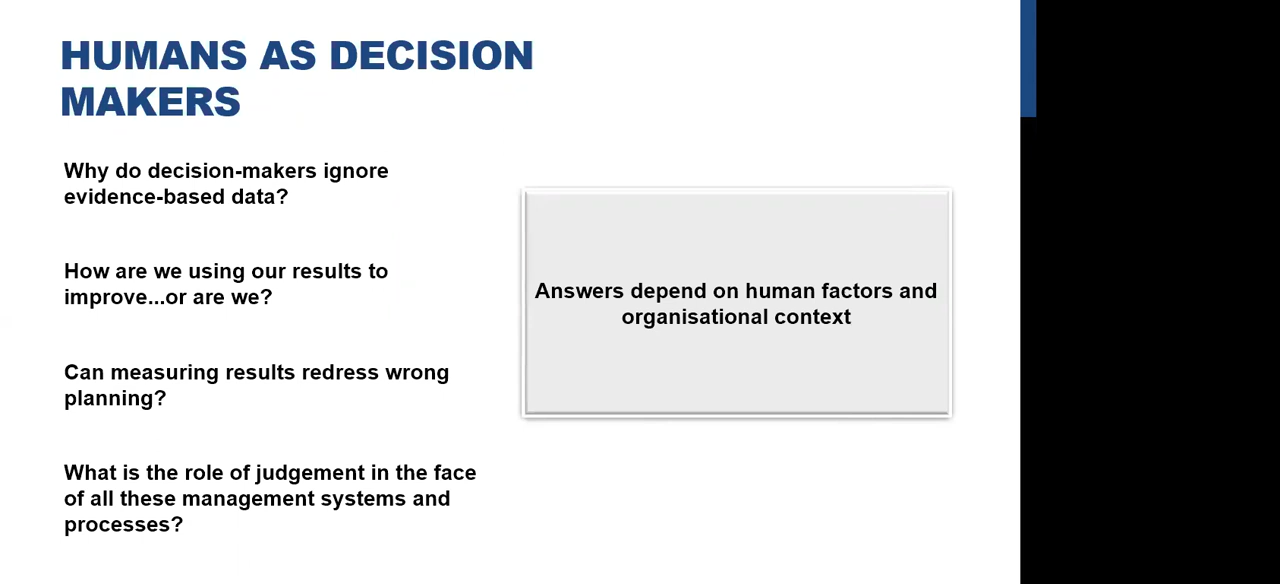 HUMANS AS DECISION
MAKERS
Why do decision-makers ignore
evidence-based data?
How are we using our results to
improve...or are we?
Can measuring results redress wrong
planning?
What is the role of judgement in the face
of all these management systems and
processes?
Answers depend on human factors and
organisational context